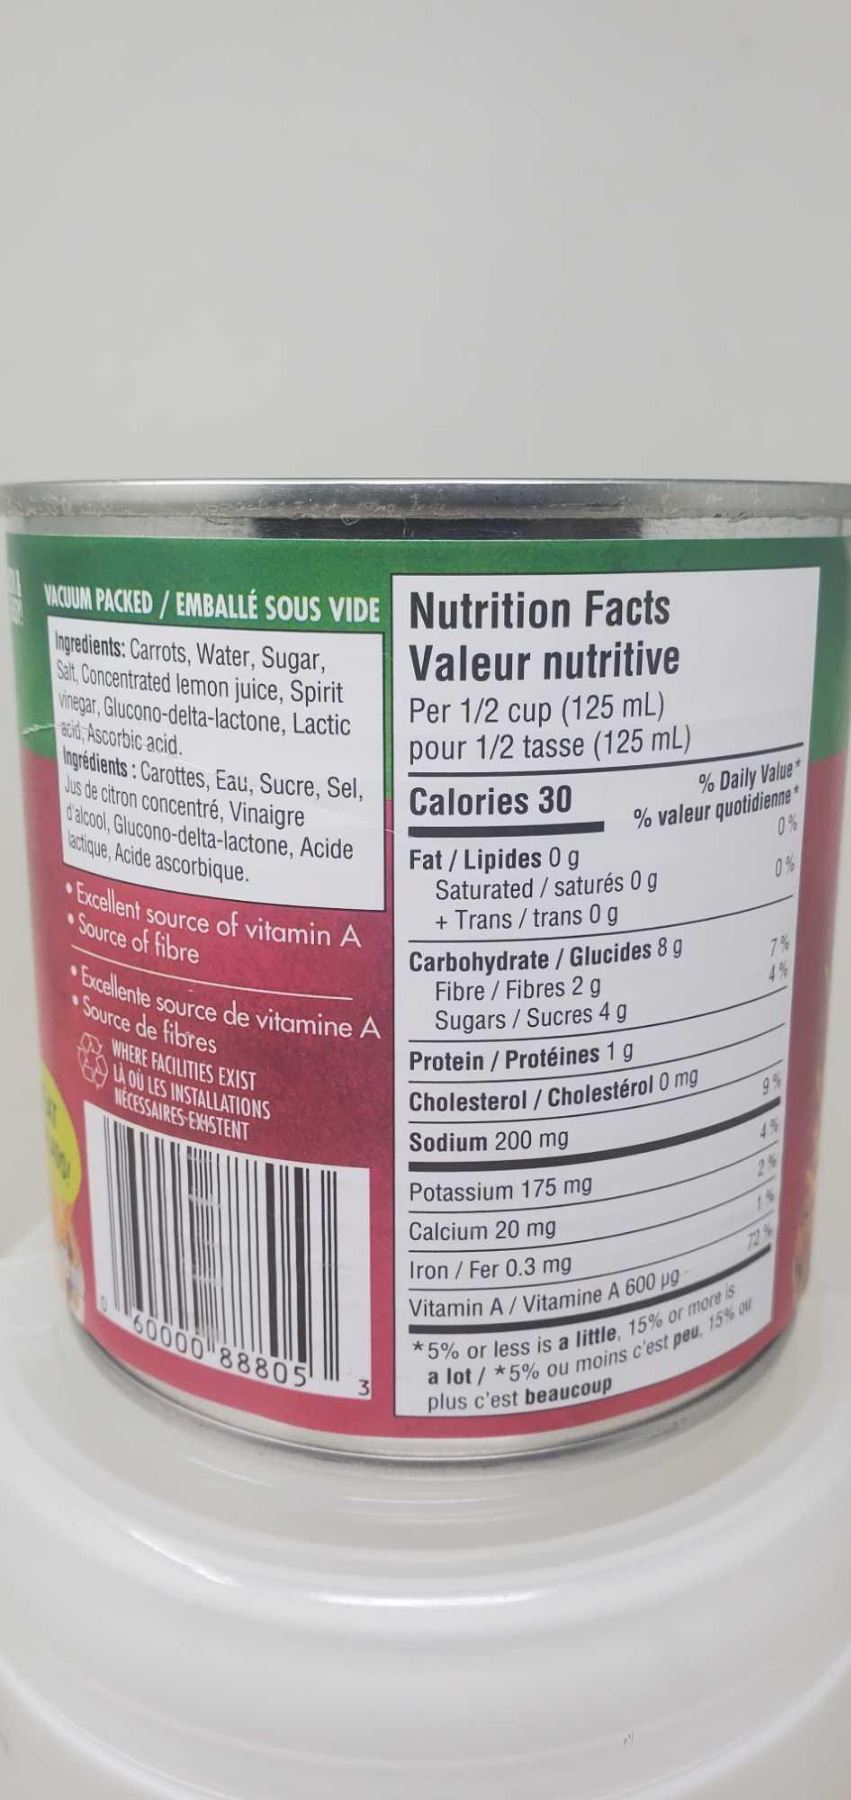 VACUUM PACKED / EMBALLÉ SOUS VIDE
Ingredients: Carrots, Water, Sugar,
Salt, Concentrated lemon juice, Spirit
vinegar, Glucono-delta-lactone, Lactic
acid, Ascorbic acid.
Ingrédients : Carottes, Eau, Sucre, Sel,
Jus de citron concentré, Vinaigre
d'alcool, Glucono-delta-lactone, Acide
lactique, Acide ascorbique.
• Excellent source of vitamin A
• Source of fibre
• Excellente source de vitamine A
• Source de fibres
WHERE FACILITIES EXIST
LÀ OÙ LES INSTALLATIONS
NÉCESSAIRES EXISTENT
0 60000 88805 3
Nutrition Facts
Valeur nutritive
Per 1/2 cup (125 mL)
pour 1/2 tasse (125 mL)
% Daily Value*
Calories 30 % valeur quotidienne*
Fat / Lipides 0 g 0 %
Saturated / saturés 0 g 0 %
+ Trans / trans 0 g
Carbohydrate / Glucides 8 g
Fibre / Fibres 2 g 7 %
Sugars / Sucres 4 g 4 %
Protein / Protéines 1 g
Cholesterol / Cholestérol 0 mg
Sodium 200 mg 9 %
Potassium 175 mg 4 %
Calcium 20 mg 2 %
Iron / Fer 0.3 mg 1 %
Vitamin A / Vitamine A 600 µg 72 %
*5% or less is a little, 15% or more is
a lot / *5% ou moins c'est peu, 15% ou
plus c'est beaucoup